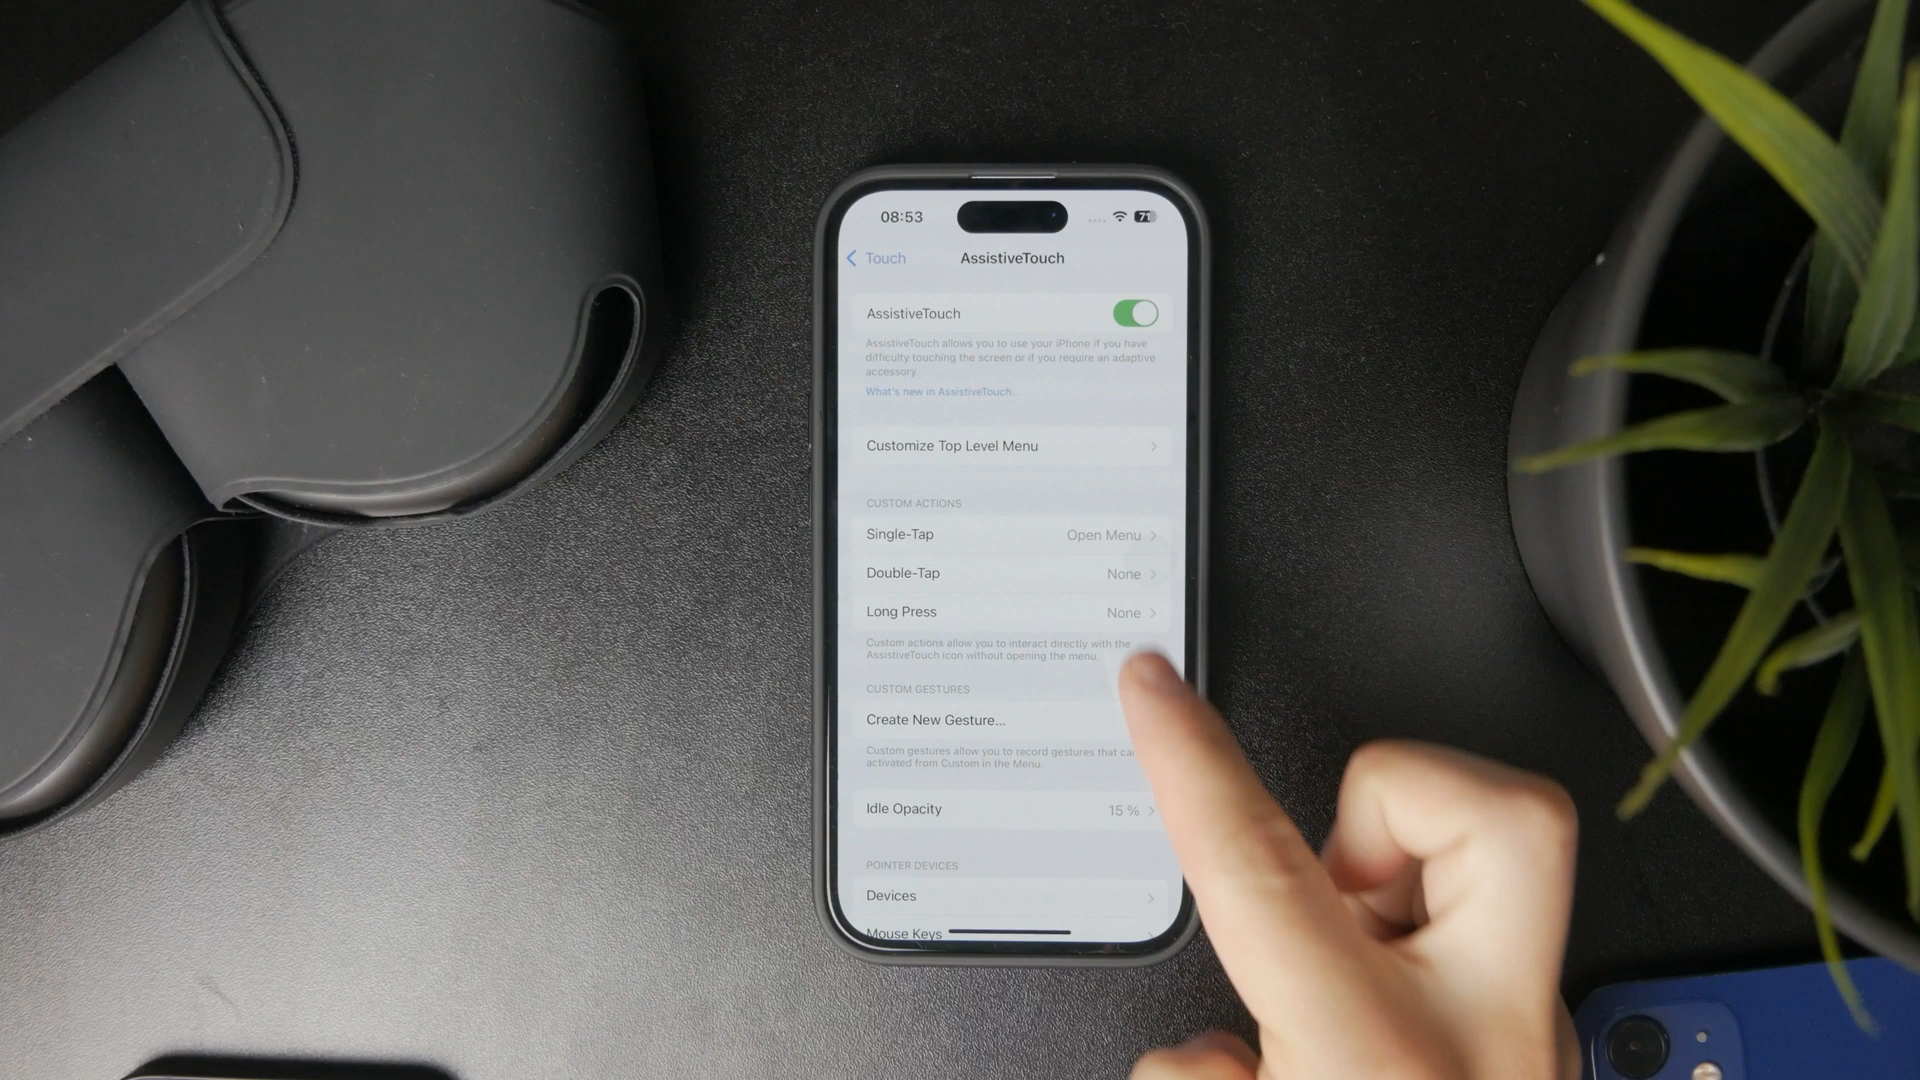 08:53
71
Touch
AssistiveTouch
AssistiveTouch
AssistiveTouch allows you to use your iPhone if you have
difficulty touching the screen or if you require an adaptive
accessory.
What's new in AssistiveTouch...
Customize Top Level Menu
CUSTOM ACTIONS
Single-Tap Open Menu
Double-Tap None
Long Press None
Custom actions allow you to interact directly with the
AssistiveTouch icon without opening the menu.
CUSTOM GESTURES
Create New Gesture...
Custom gestures allow you to record gestures that can
activated from Custom in the Menu.
Idle Opacity 15 %
POINTER DEVICES
Devices
Mouse Keys